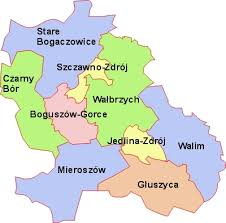 Stare
Bogaczowice
Szczawno-Zdrój
Czarny
Bór
Wałbrzych
Boguszów-Gorce
Jedlina-Zdrój
Walim
Mieroszów
Głuszyca